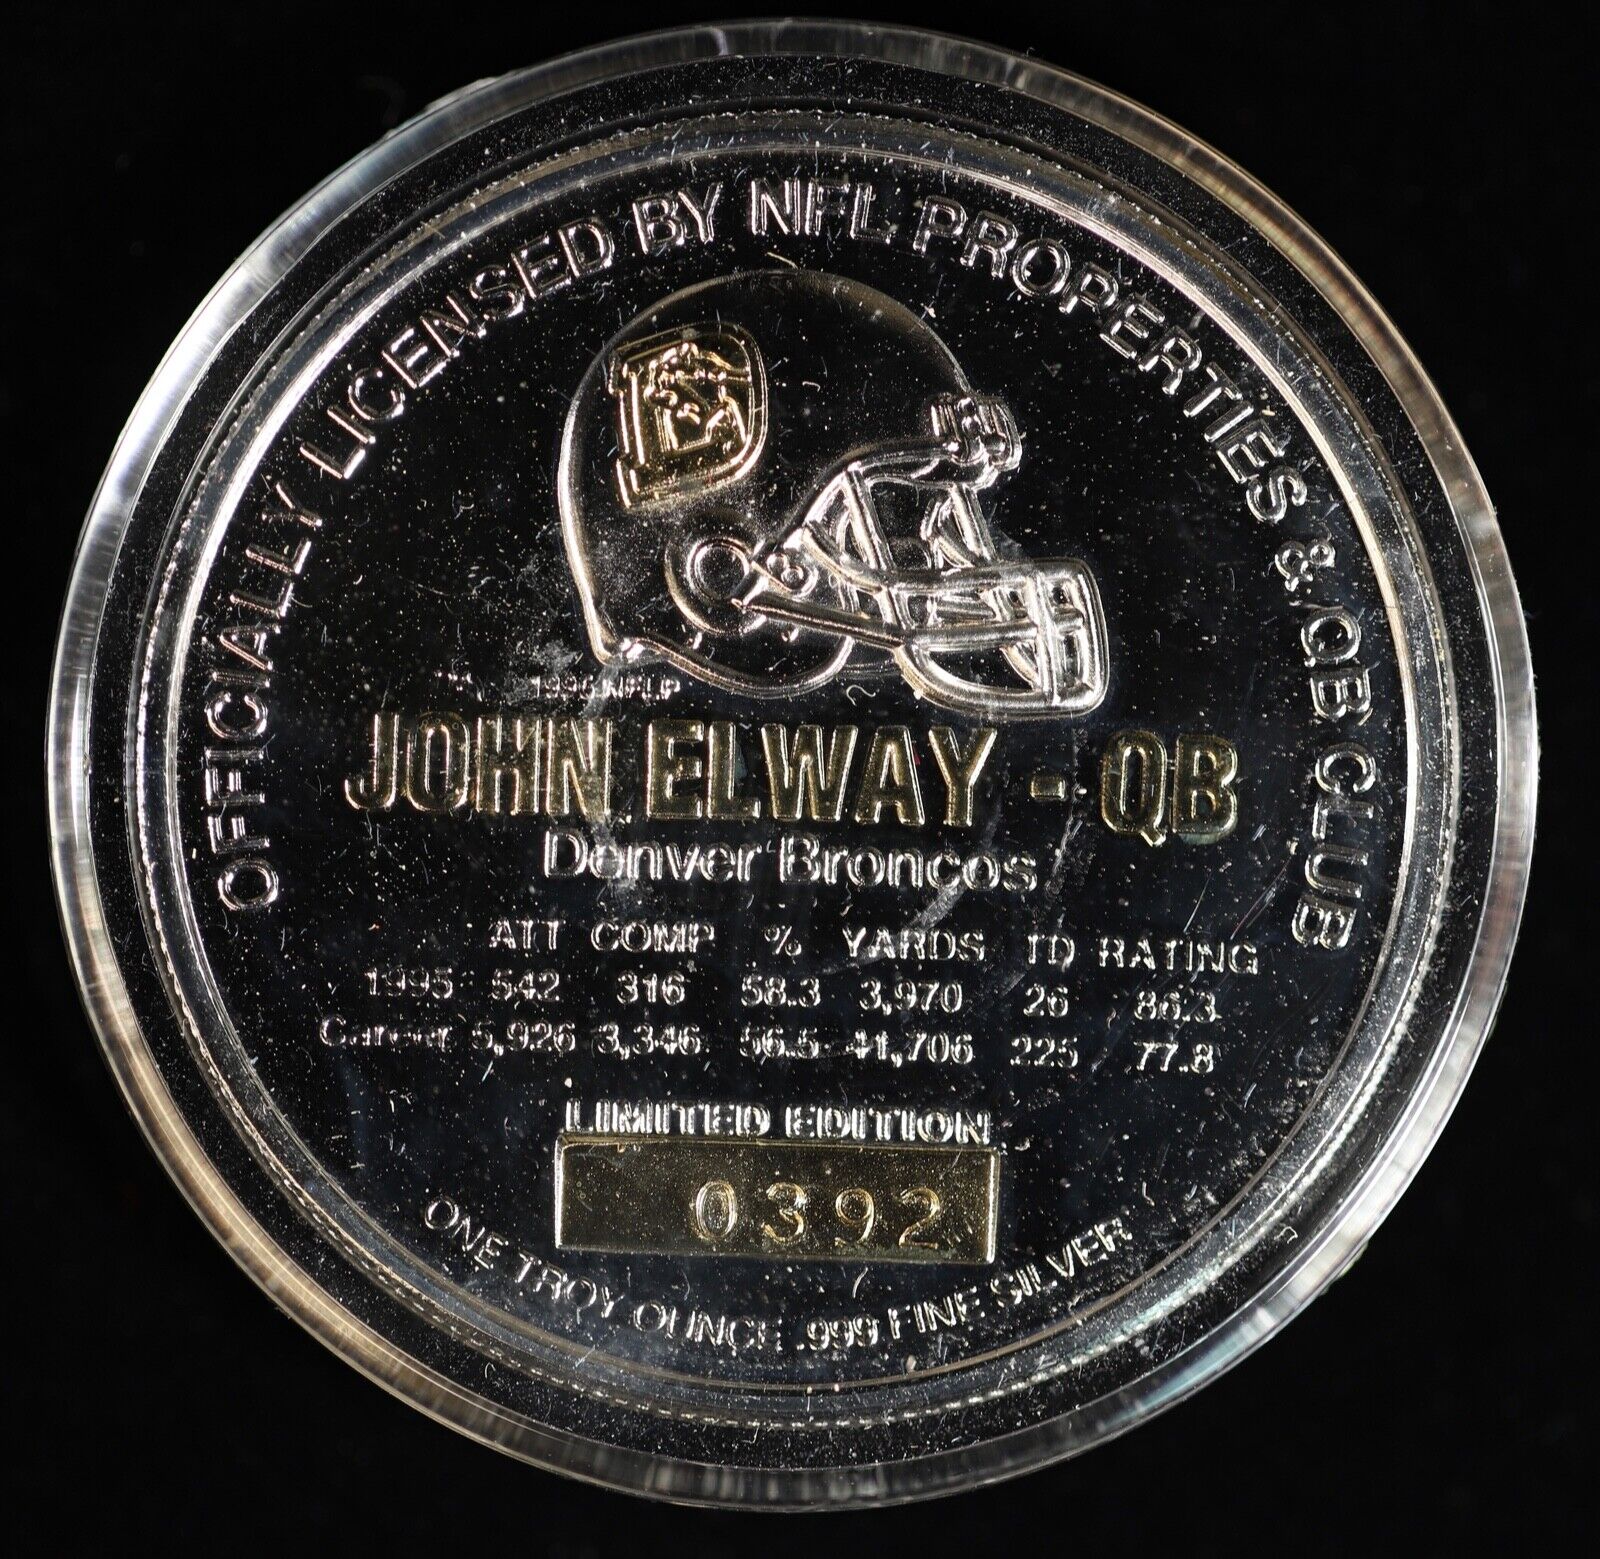 OFFICIALLY LICENSED BY NFL PROPERTIES & QB CLUB
1996 NFLP
JOHN ELWAY - QB
Denver Broncos
ATT COMP % YARDS TD RATING
1995 542 316 58.3 3,970 26 86.3
Career 5,926 3,346 56.5 41,706 225 77.8
LIMITED EDITION
0392
ONE TROY OUNCE .999 FINE SILVER